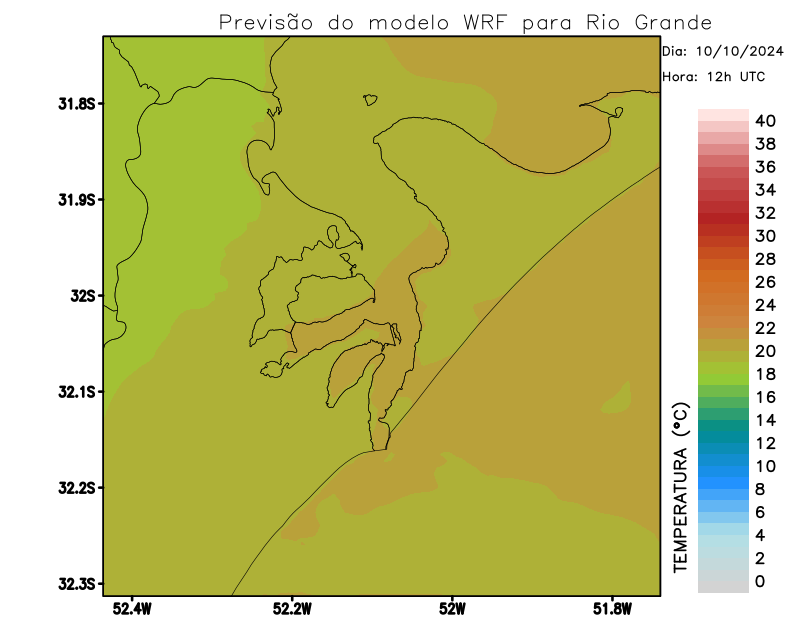 Previsão do modelo WRF para Rio Grande
Dia: 10/10/2024
Hora: 12h UTC
31.8S
31.9S
32S
32.1S
32.2S
32.3S
52.4W
52.2W
52W
51.8W
TEMPERATURA (°C)
40
38
36
34
32
30
28
26
24
22
20
18
16
14
12
10
8
6
4
2
0